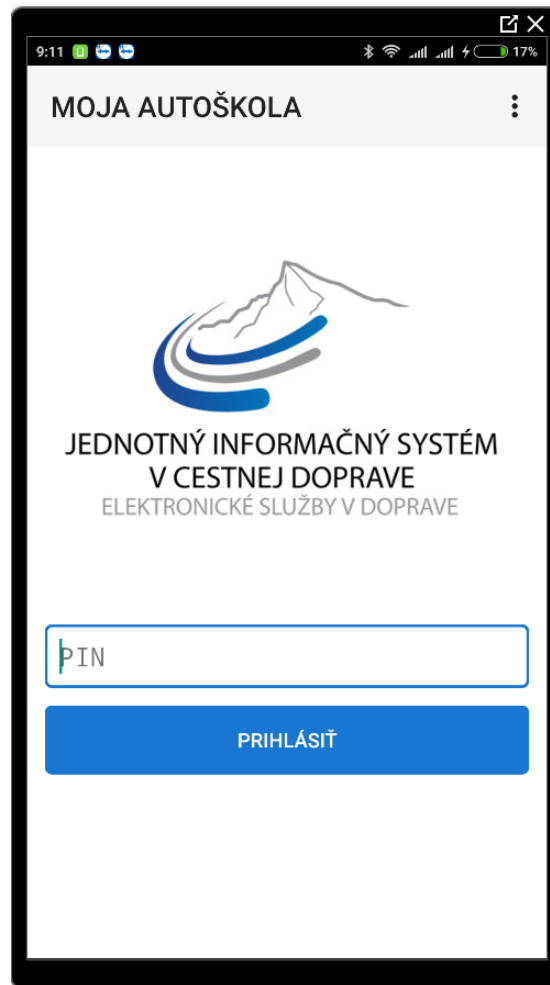 9:11
17%
MOJA AUTOŠKOLA
JEDNOTNÝ INFORMAČNÝ SYSTÉM
V CESTNEJ DOPRAVE
ELEKTRONICKÉ SLUŽBY V DOPRAVE
PIN
PRIHLÁSIŤ